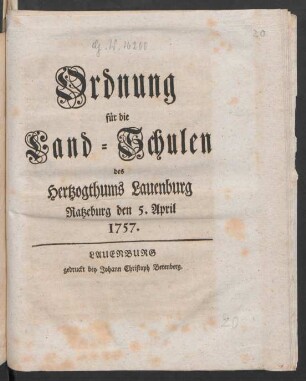 Ordnung
für die
Land-Schulen
des
Hertzogthums Lauenburg
Ratzeburg den 5. April
1757.
LAUENBURG
gedruckt bey Johann Christoph Berenberg.